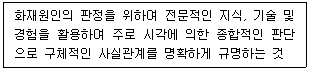 화재원인의 판정을 위하여 전문적인 지식, 기술 및
경험을 활용하여 주로 시각에 의한 종합적인 판단
으로 구체적인 사실관계를 명확하게 규명하는 것